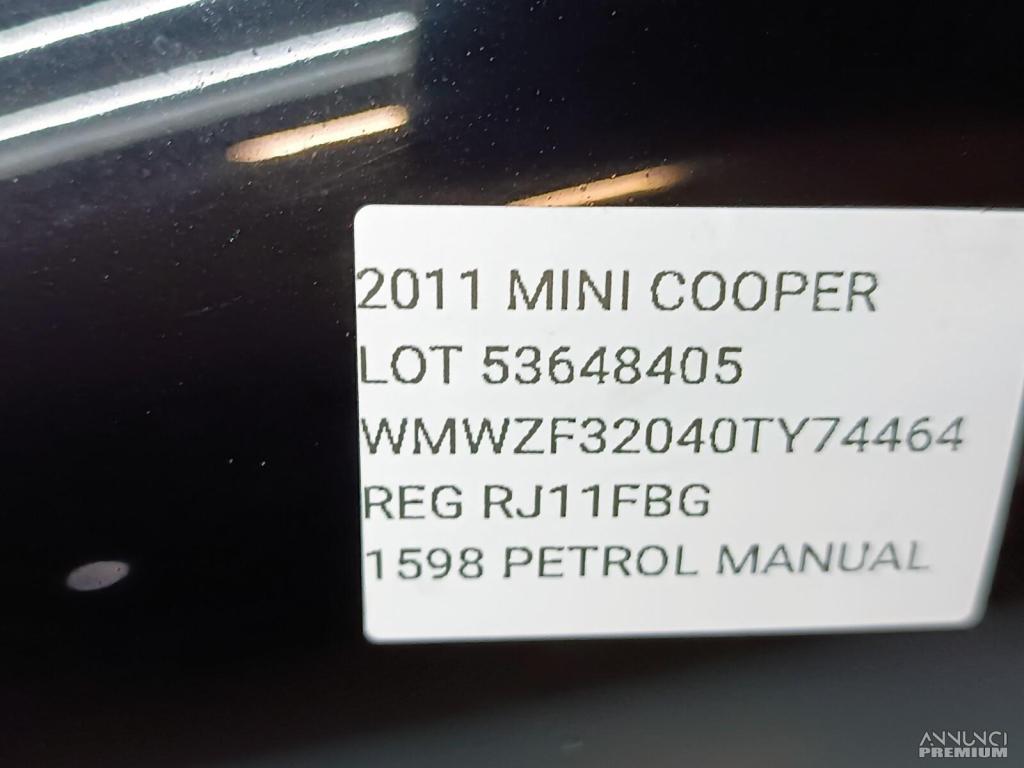 2011 MINI COOPER
LOT 53648405
WMWZF32040TY74464
REG RJ11FBG
1598 PETROL MANUAL
ANNUNCI
PREMIUM